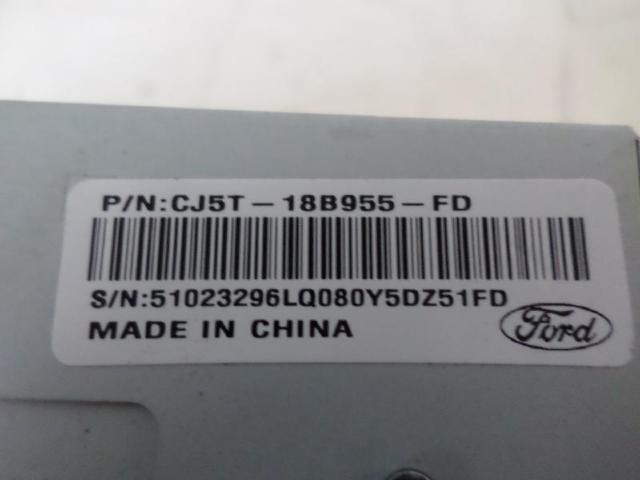 P/N:CJ5T-18B955-FD
S/N:51023296LQ080Y5DZ51FD
MADE IN CHINA
Ford